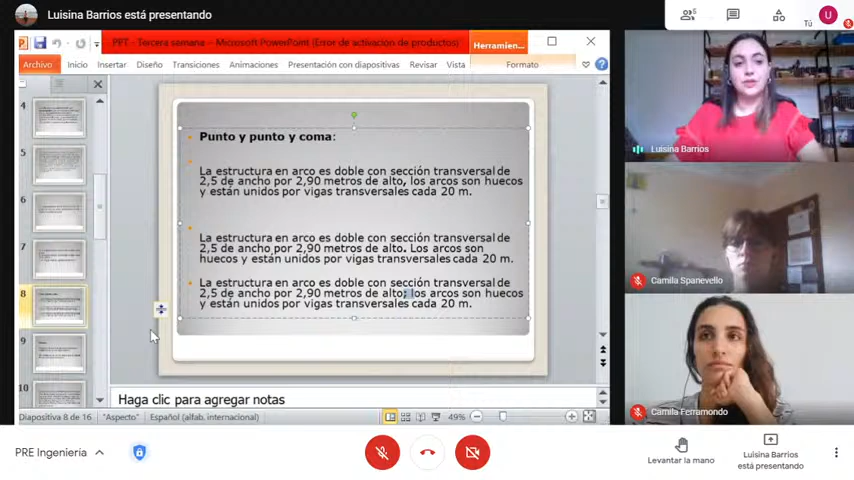 Luisina Barrios está presentando
5
U
Tú
PPT - Tercera semana - Microsoft PowerPoint (Error de activación de productos)
Herramien...
Archivo Inicio Insertar Diseño Transiciones Animaciones Presentación con diapositivas Revisar Vista Formato
4
5
6
7
8
9
10
Punto y punto y coma:
La estructura en arco es doble con sección transversal de
2,5 de ancho por 2,90 metros de alto, los arcos son huecos
y están unidos por vigas transversales cada 20 m.
La estructura en arco es doble con sección transversal de
2,5 de ancho por 2,90 metros de alto. Los arcos son
huecos y están unidos por vigas transversales cada 20 m.
La estructura en arco es doble con sección transversal de
2,5 de ancho por 2,90 metros de alto; los arcos son huecos
y están unidos por vigas transversales cada 20 m.
Haga clic para agregar notas
Diapositiva 8 de 16 "Aspecto" Español (alfab. internacional) 49%
Luisina Barrios
Camila Spanevello
Camila Ferramondo
PRE Ingeniería
Levantar la mano
Luisina Barrios
está presentando